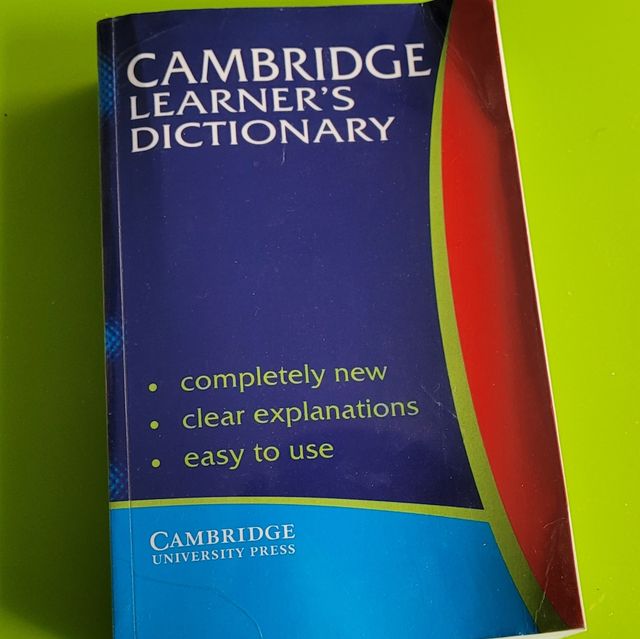 CAMBRIDGE
LEARNER'S
DICTIONARY
• completely new
• clear explanations
• easy to use
CAMBRIDGE
UNIVERSITY PRESS